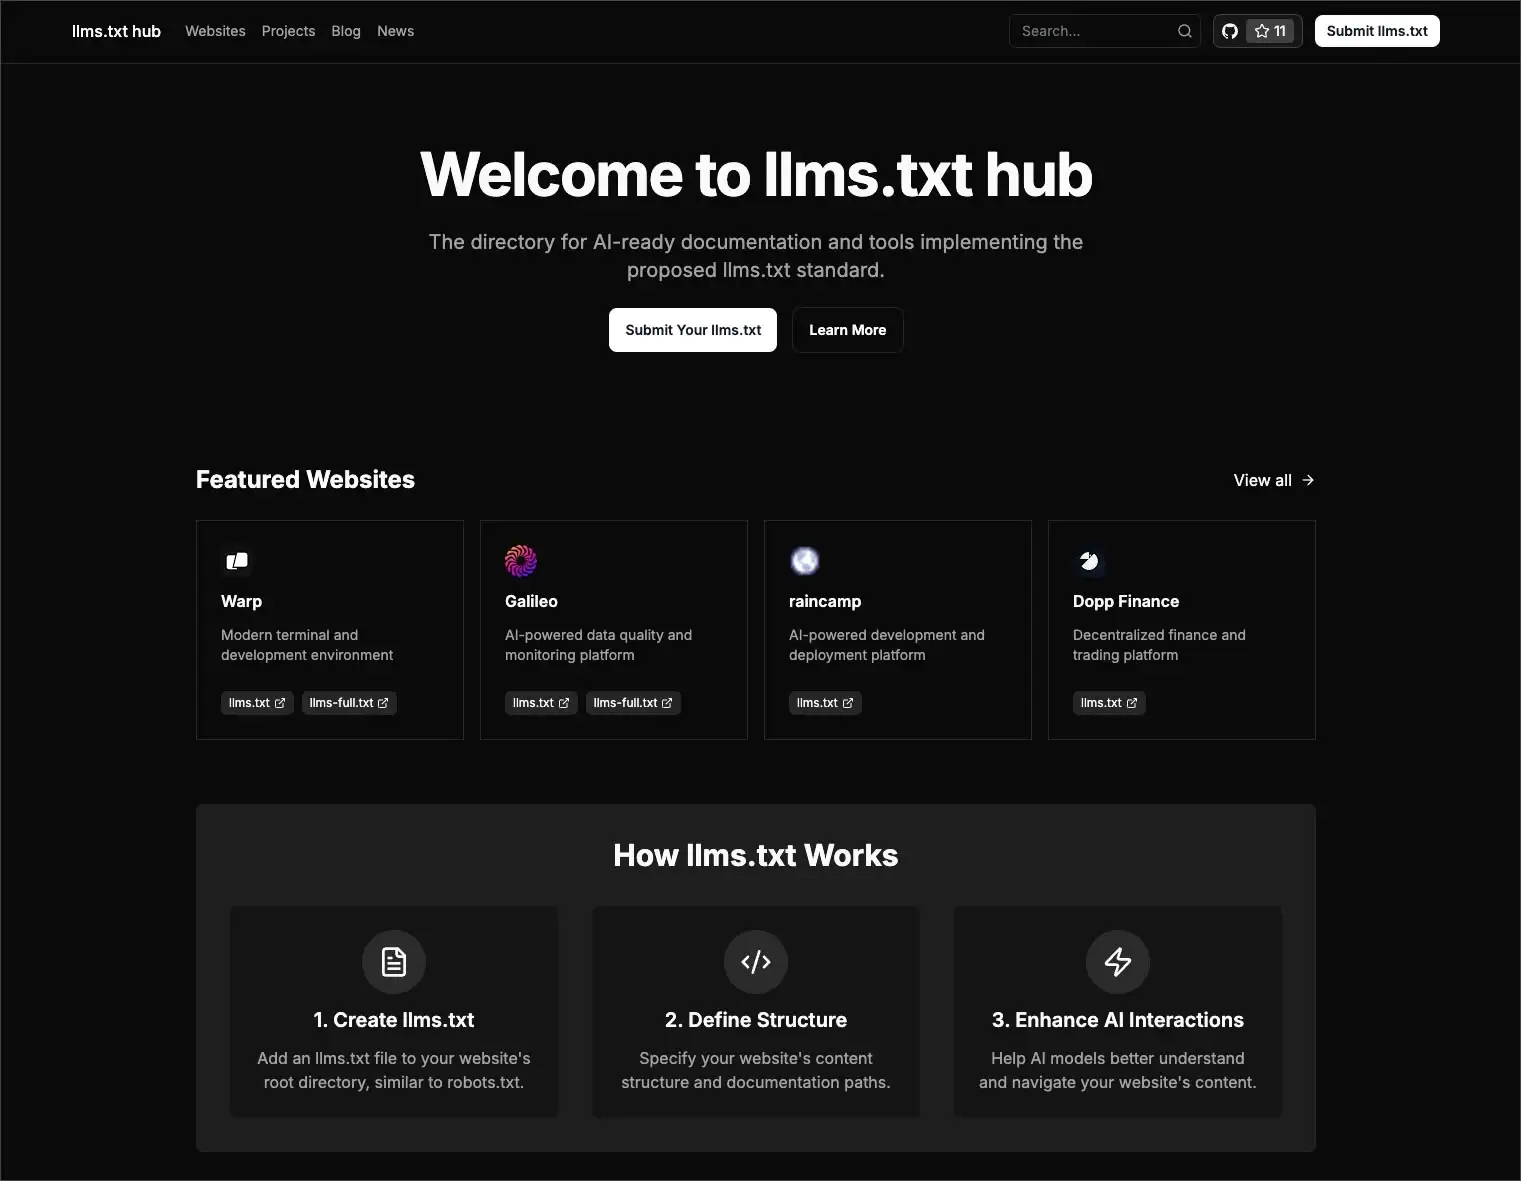 llms.txt hub
Websites
Projects
Blog
News
Search...
11
Submit llms.txt
Welcome to llms.txt hub
The directory for AI-ready documentation and tools implementing the
proposed llms.txt standard.
Submit Your llms.txt
Learn More
Featured Websites
View all
Warp
Modern terminal and
development environment
llms.txt
llms-full.txt
Galileo
AI-powered data quality and
monitoring platform
llms.txt
llms-full.txt
raincamp
AI-powered development and
deployment platform
llms.txt
Dopp Finance
Decentralized finance and
trading platform
llms.txt
How llms.txt Works
1. Create llms.txt
Add an llms.txt file to your website's
root directory, similar to robots.txt.
2. Define Structure
Specify your website's content
structure and documentation paths.
3. Enhance AI Interactions
Help AI models better understand
and navigate your website's content.